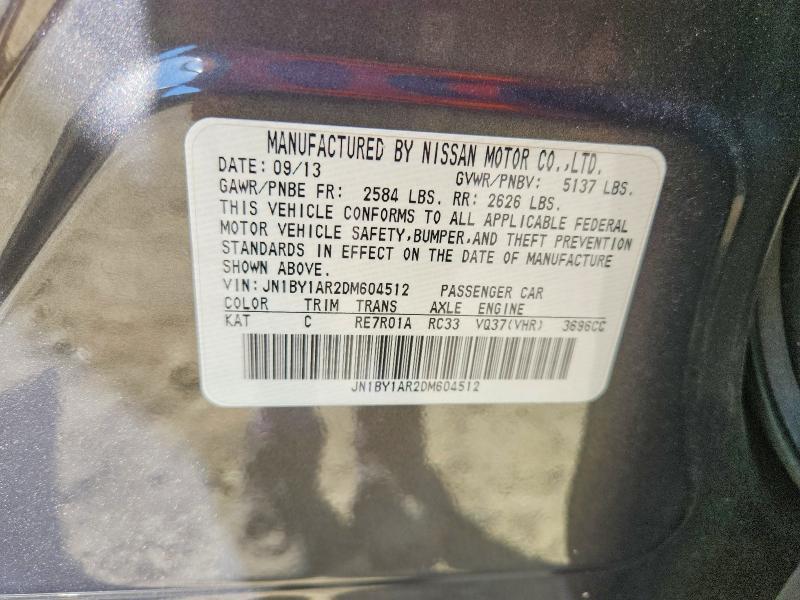 MANUFACTURED BY NISSAN MOTOR CO.,LTD.
DATE: 09/13 GVWR/PNBV: 5137 LBS.
GAWR/PNBE FR: 2584 LBS. RR: 2626 LBS.
THIS VEHICLE CONFORMS TO ALL APPLICABLE FEDERAL
MOTOR VEHICLE SAFETY,BUMPER,AND THEFT PREVENTION
STANDARDS IN EFFECT ON THE DATE OF MANUFACTURE
SHOWN ABOVE.
VIN:JN1BY1AR2DM604512 PASSENGER CAR
COLOR TRIM TRANS AXLE ENGINE
KAT C RE7R01A RC33 VQ37(VHR) 3696CC
JN1BY1AR2DM604512